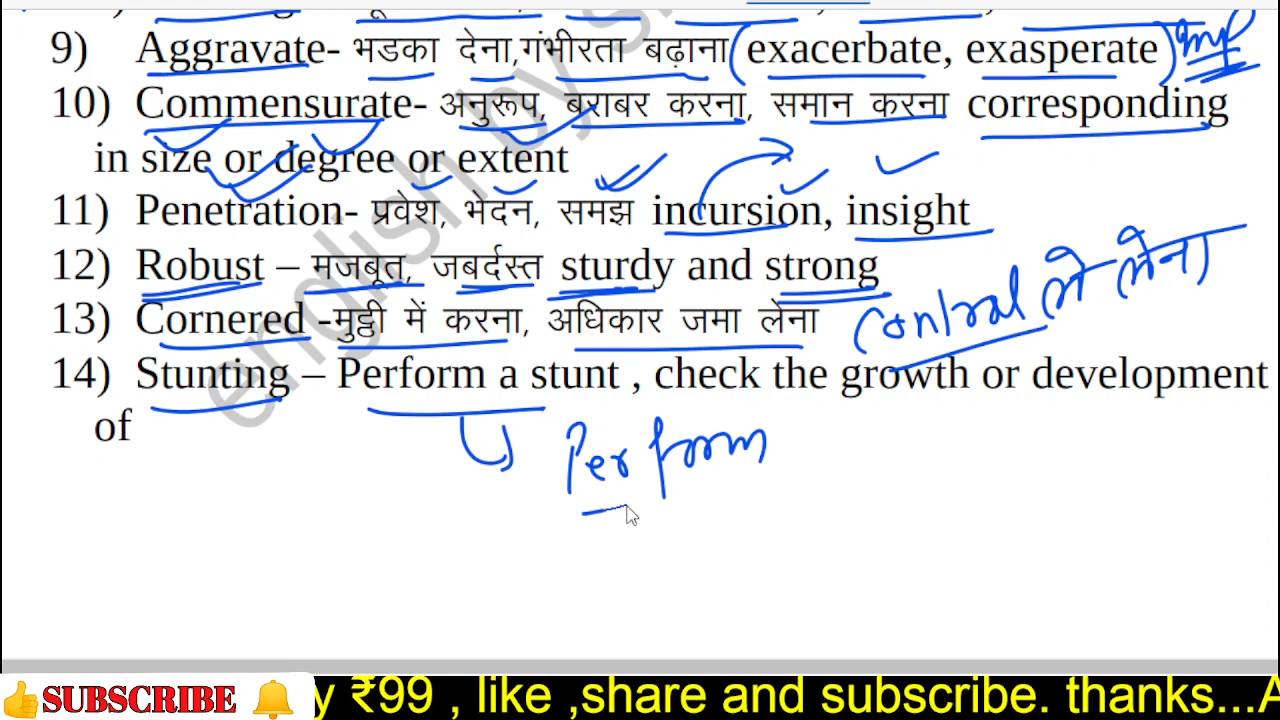 9) Aggravate- भडका देना,गंभीरता बढ़ाना(exacerbate, exasperate) Imp
10) Commensurate- अनुरूप, बराबर करना, समान करना corresponding
in size or degree or extent
11) Penetration- प्रवेश, भेदन, समझ incursion, insight
12) Robust – मजबूत, जबर्दस्त sturdy and strong
13) Cornered -मुट्ठी में करना, अधिकार जमा लेना
Control मे लेना
14) Stunting – Perform a stunt , check the growth or development
of
Perform
english by
👍SUBSCRIBE 🔔 y ₹99 , like ,share and subscribe. thanks...A